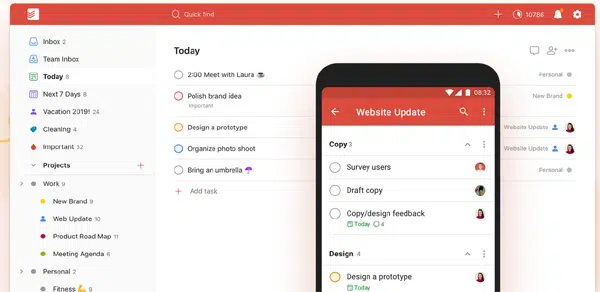 Quick find
10786
Inbox 2
Team Inbox
Today 8
Next 7 Days 8
Vacation 2019! 24
Cleaning 4
Important 32
Projects
Work 9
New Brand 9
Web Update 10
Product Road Map 11
Meeting Agenda 6
Personal 2
Fitness 9
Today
2:00 Meet with Laura
Personal
Polish brand idea
Important
New Brand
Design a prototype
Website Update
Organize photo shoot
Website Update
Bring an umbrella
Personal
Add task
08:32
Website Update
Copy 3
Survey users
Draft copy
Copy/design feedback
Today 4
Design 4
Design a prototype
Today